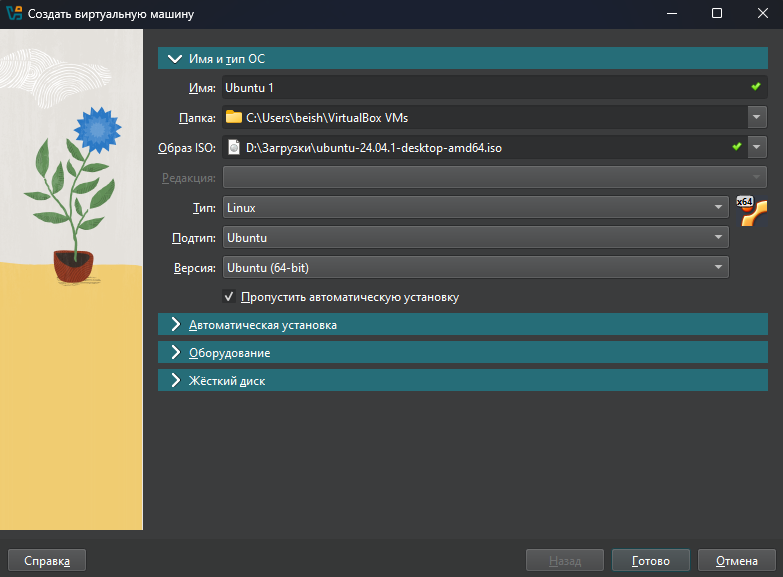 Создать виртуальную машину
Имя и тип ОС
Имя: Ubuntu 1
Папка: C:\Users\beish\VirtualBox VMs
Образ ISO: D:\Загрузки\ubuntu-24.04.1-desktop-amd64.iso
Редакция:
Тип: Linux x64
Подтип: Ubuntu
Версия: Ubuntu (64-bit)
Пропустить автоматическую установку
Автоматическая установка
Оборудование
Жёсткий диск
Справка Назад Готово Отмена